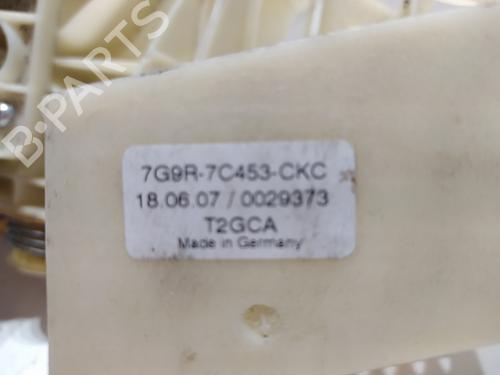 B-PARTS
7G9R-7C453-CKC
18.06.07 / 0029373
T2GCA
Made in Germany